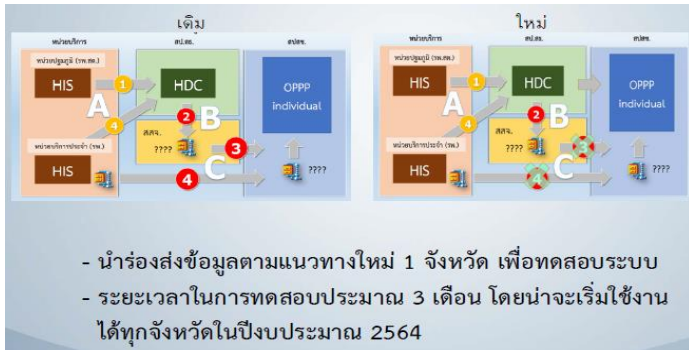 เดิม
ใหม่
หน่วยบริการ
สป.สธ.
สปสช.
หน่วยปฐมภูมิ (รพ.สต.)
HIS
1
HDC
OPPP
individual
A
4
2
B
สสจ.
????
3
C
หน่วยบริการประจำ (รพ.)
HIS
4
????
หน่วยบริการ
สป.สธ.
สปสช.
หน่วยปฐมภูมิ (รพ.สต.)
HIS
1
HDC
OPPP
individual
A
4
2
B
สสจ.
????
3
C
หน่วยบริการประจำ (รพ.)
HIS
4
????
- นำร่องส่งข้อมูลตามแนวทางใหม่ 1 จังหวัด เพื่อทดสอบระบบ
- ระยะเวลาในการทดสอบประมาณ 3 เดือน โดยน่าจะเริ่มใช้งาน
ได้ทุกจังหวัดในปีงบประมาณ 2564